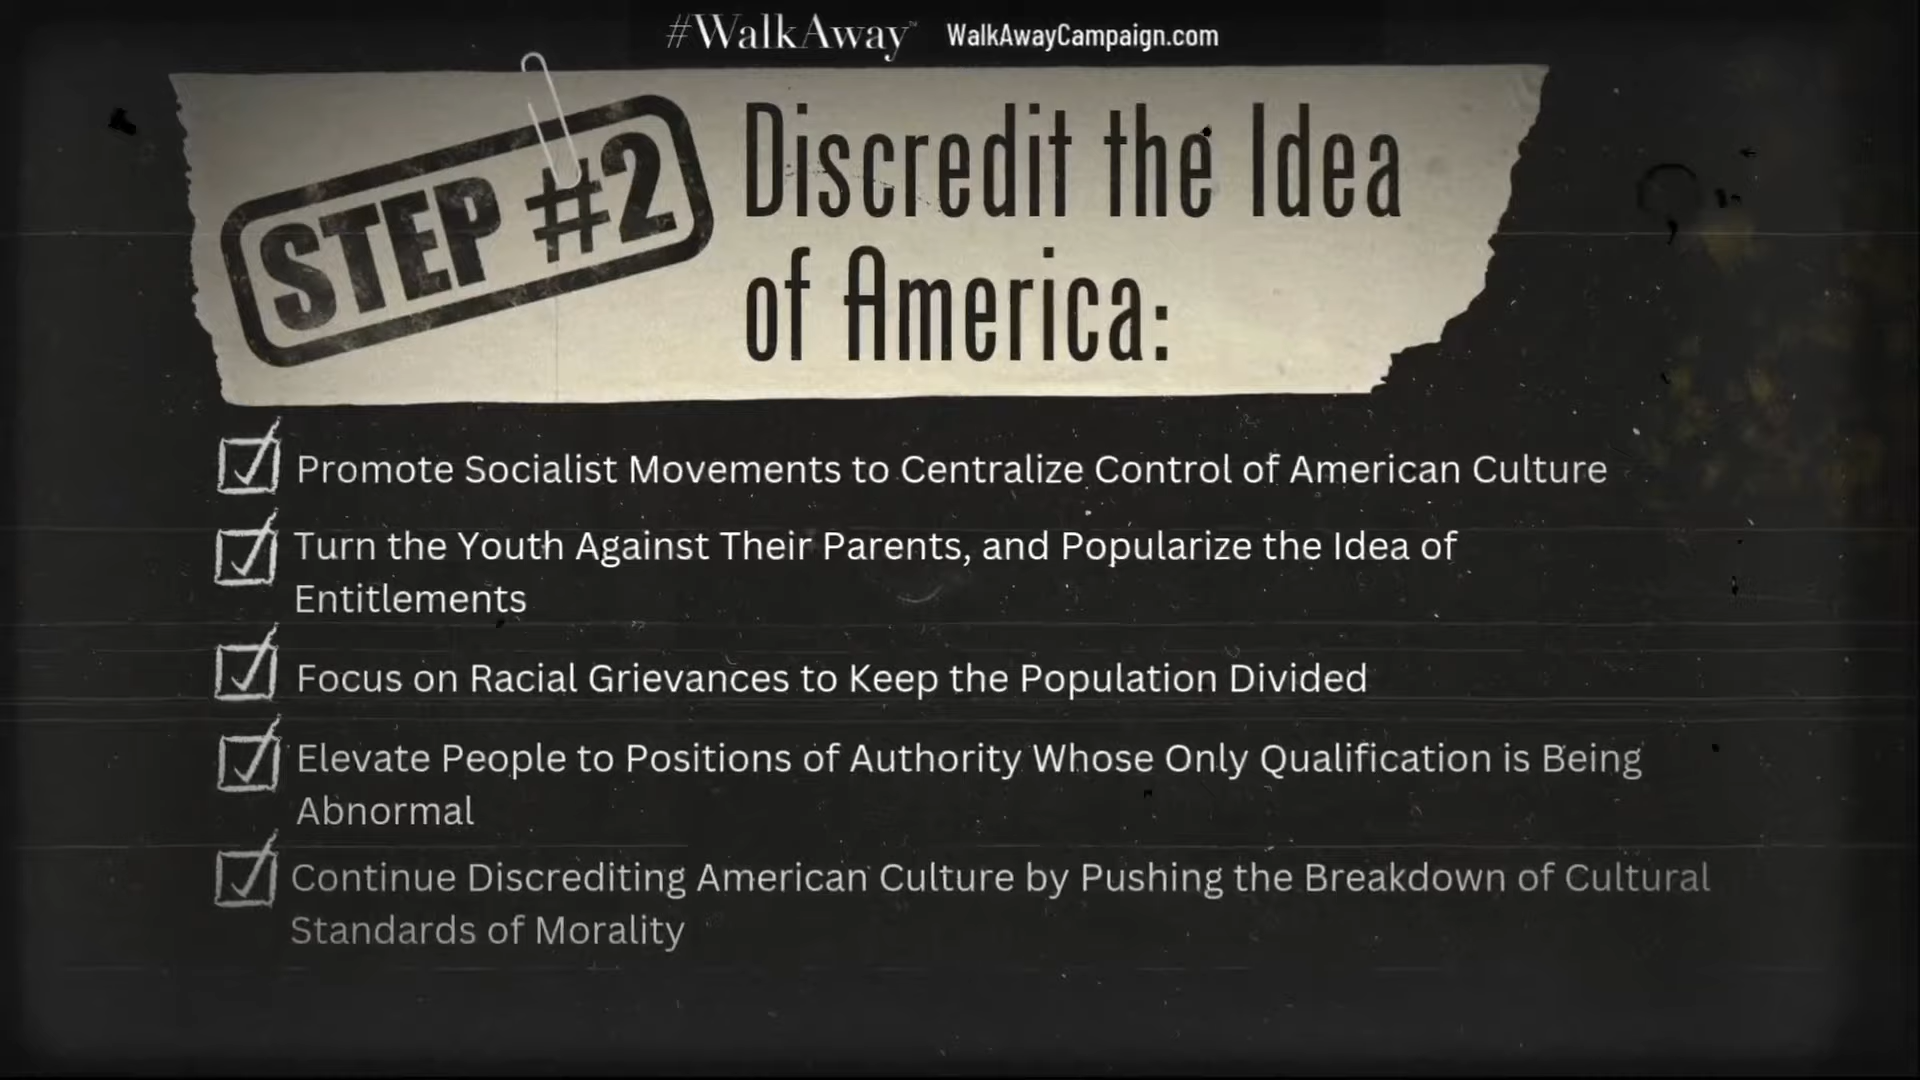 #WalkAway™ WalkAwayCampaign.com
STEP #2
Discredit the Idea
of America:
Promote Socialist Movements to Centralize Control of American Culture
Turn the Youth Against Their Parents, and Popularize the Idea of
Entitlements
Focus on Racial Grievances to Keep the Population Divided
Elevate People to Positions of Authority Whose Only Qualification is Being
Abnormal
Continue Discrediting American Culture by Pushing the Breakdown of Cultural
Standards of Morality